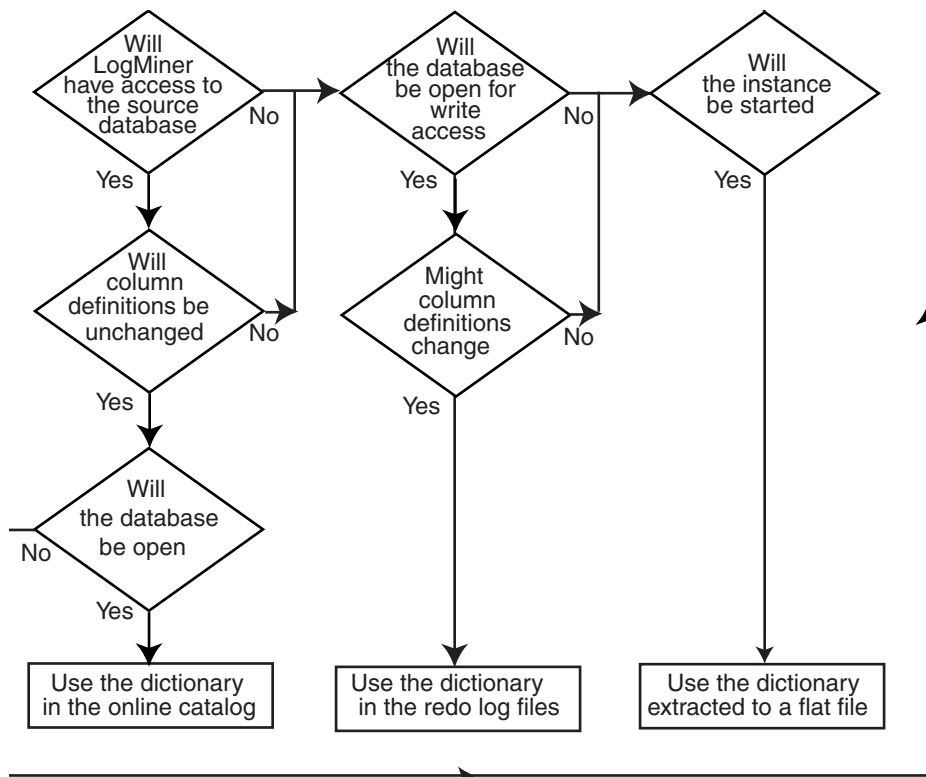 Will
LogMiner
have access to
the source
database
No
Yes
Will
column
definitions be
unchanged
No
Yes
Will
the database
be open
No
Yes
Use the dictionary
in the online catalog
Will
the database
be open for
write
access
No
Yes
Might
column
definitions
change
No
Yes
Use the dictionary
in the redo log files
Will
the instance
be started
Yes
Use the dictionary
extracted to a flat file